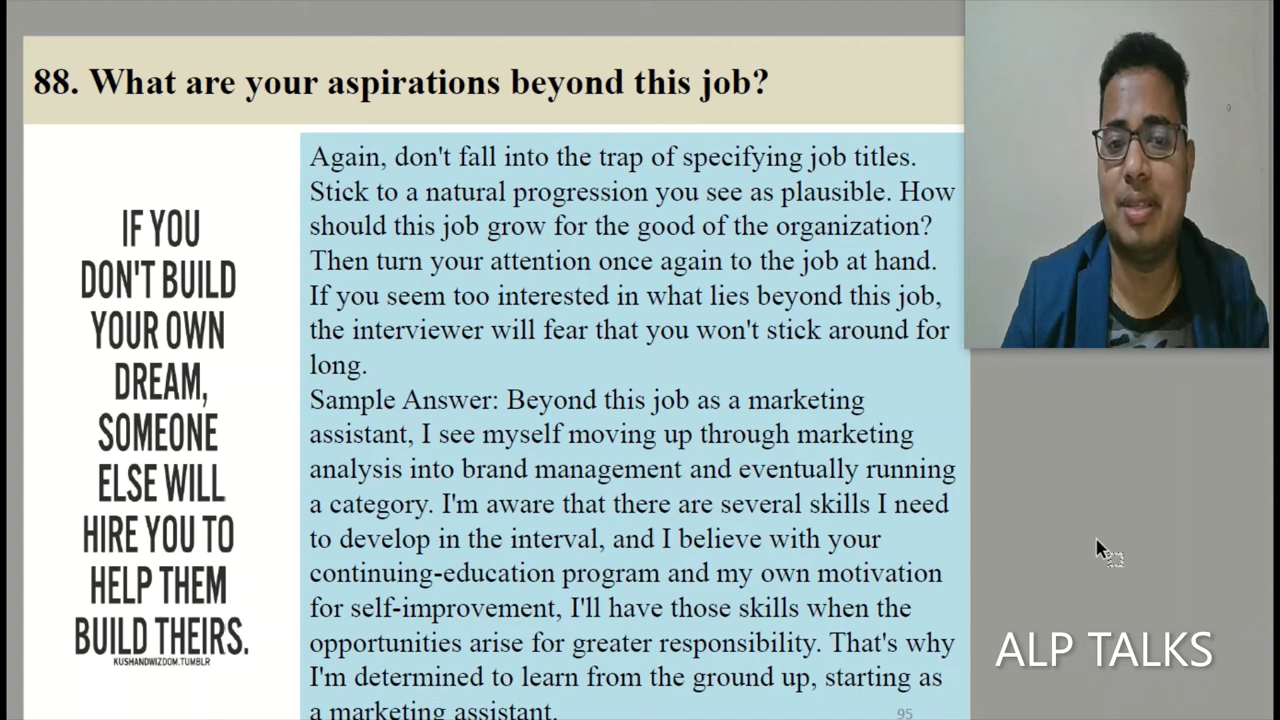 88. What are your aspirations beyond this job?
IF YOU
DON'T BUILD
YOUR OWN
DREAM,
SOMEONE
ELSE WILL
HIRE YOU TO
HELP THEM
BUILD THEIRS.
KUSHANDWIZDOM.TUMBLR
Again, don't fall into the trap of specifying job titles.
Stick to a natural progression you see as plausible. How
should this job grow for the good of the organization?
Then turn your attention once again to the job at hand.
If you seem too interested in what lies beyond this job,
the interviewer will fear that you won't stick around for
long.
Sample Answer: Beyond this job as a marketing
assistant, I see myself moving up through marketing
analysis into brand management and eventually running
a category. I'm aware that there are several skills I need
to develop in the interval, and I believe with your
continuing-education program and my own motivation
for self-improvement, I'll have those skills when the
opportunities arise for greater responsibility. That's why
I'm determined to learn from the ground up, starting as
a marketing assistant.
95
ALP TALKS